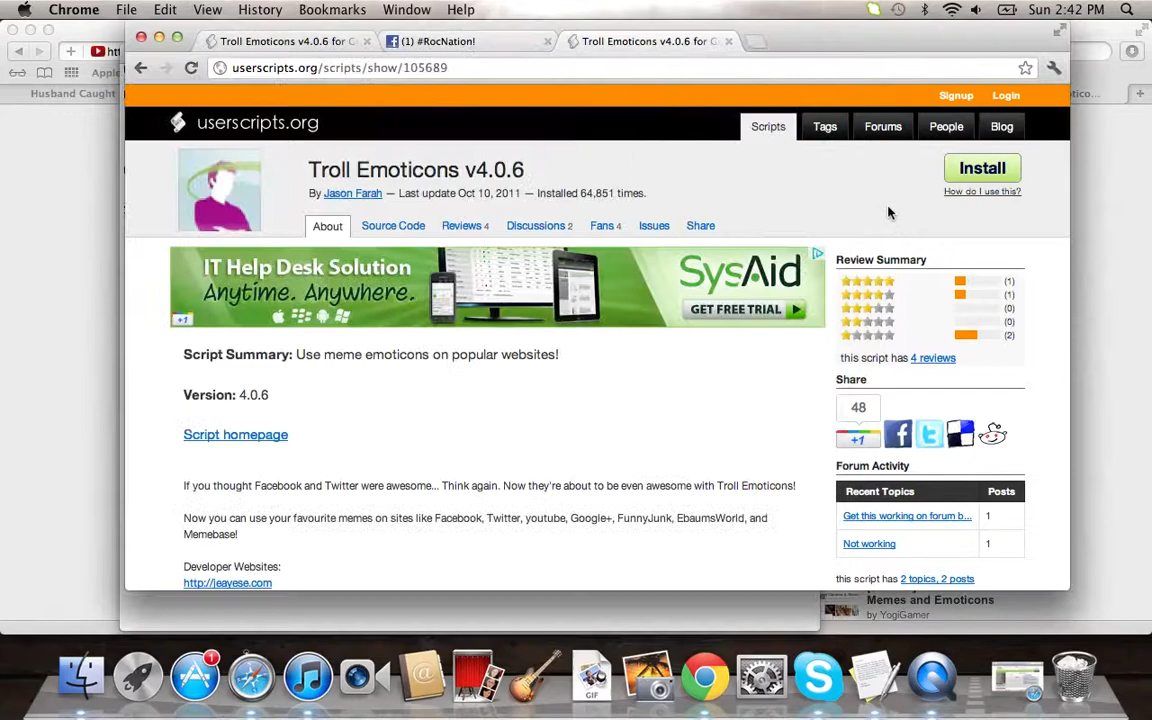 Chrome File Edit View History Bookmarks Window Help Sun 2:42 PM
Troll Emoticons v4.0.6 for G (1) #RocNation! Troll Emoticons v4.0.6 for G
userscripts.org/scripts/show/105689
Apple
Husband Caught
Signup Login
userscripts.org
Scripts Tags Forums People Blog
Troll Emoticons v4.0.6
Install
By Jason Farah — Last update Oct 10, 2011 — Installed 64,851 times.
How do I use this?
About Source Code Reviews 4 Discussions 2 Fans 4 Issues Share
IT Help Desk Solution
Anytime. Anywhere.
SysAid
GET FREE TRIAL
+1
Review Summary
(1)
(1)
(0)
(0)
(2)
this script has 4 reviews
Script Summary: Use meme emoticons on popular websites!
Version: 4.0.6
Script homepage
Share
48
+1
If you thought Facebook and Twitter were awesome... Think again. Now they're about to be even awesome with Troll Emoticons!
Now you can use your favourite memes on sites like Facebook, Twitter, youtube, Google+, FunnyJunk, EbaumsWorld, and
Memebase!
Developer Websites:
http://jeayese.com
Forum Activity
Recent Topics Posts
Get this working on forum b... 1
Not working 1
this script has 2 topics, 2 posts
Memes and Emoticons
by YogiGamer
1
GIF